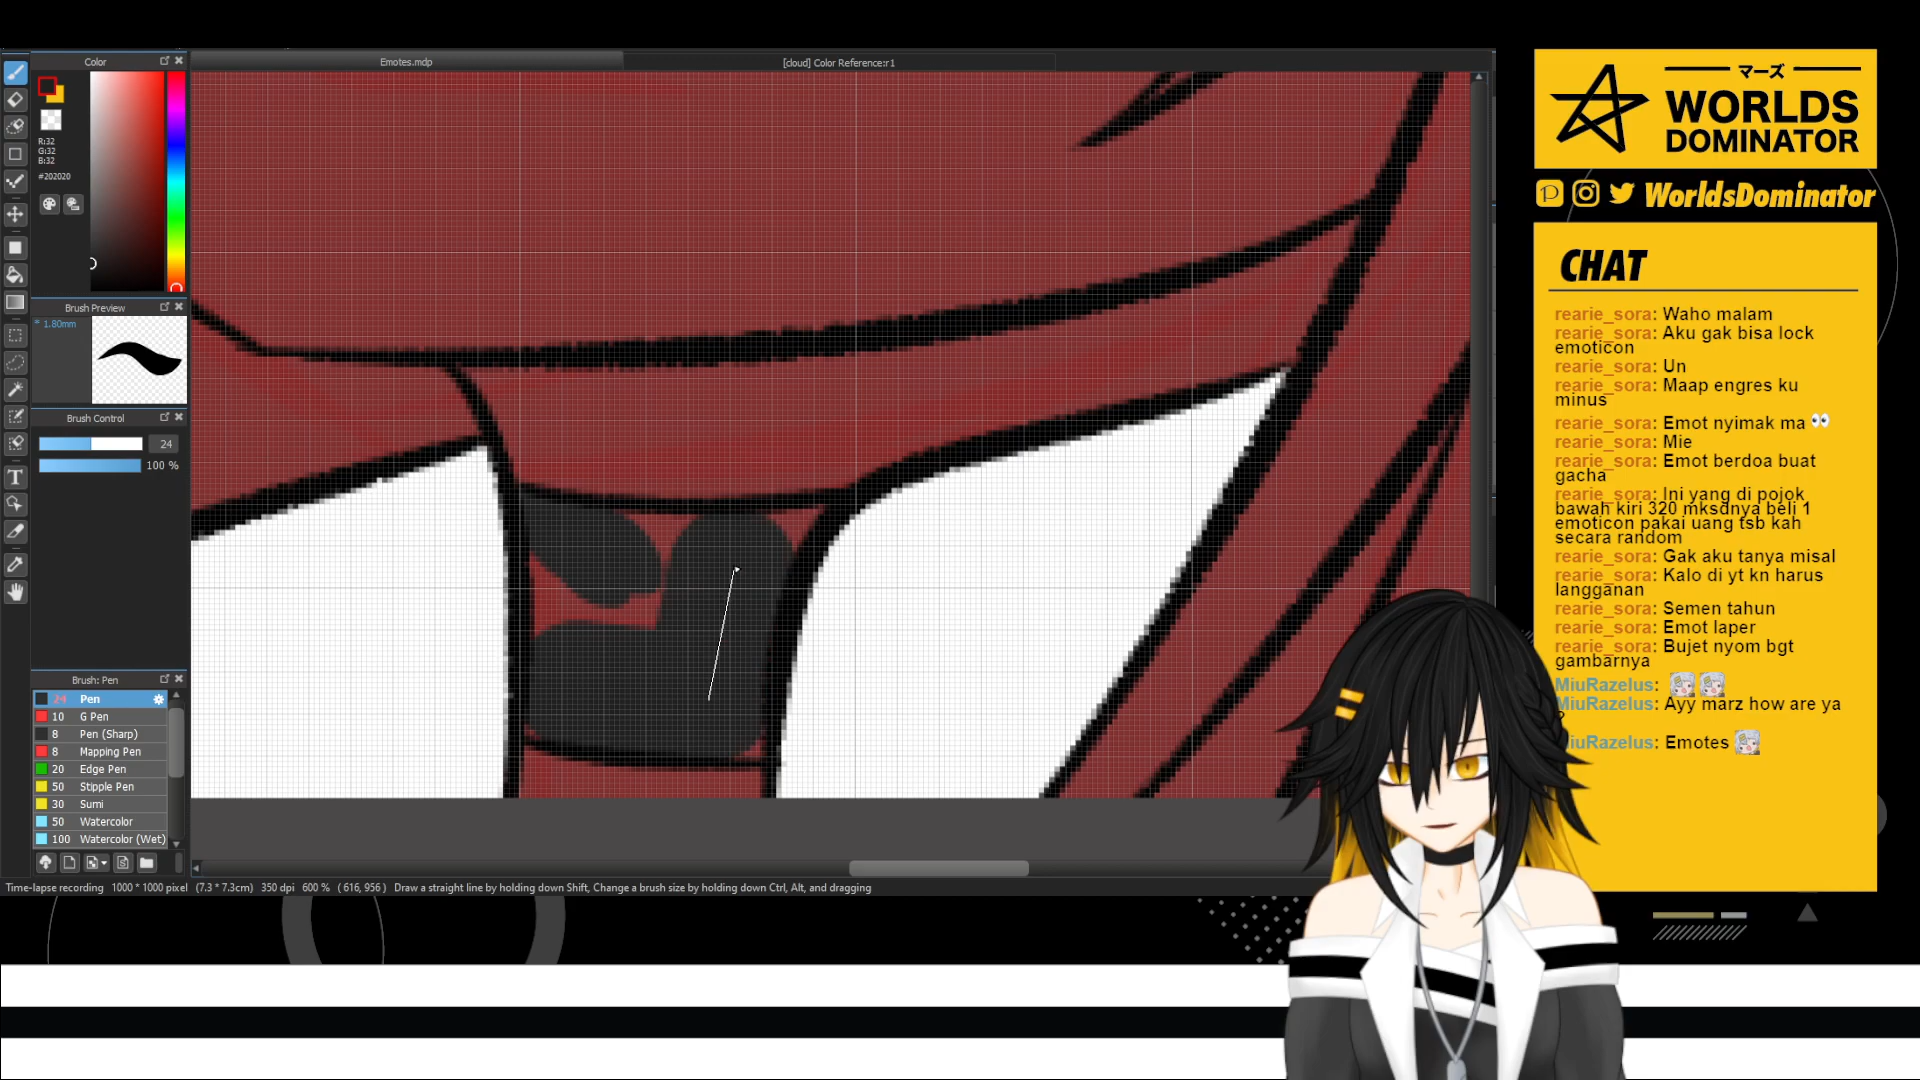 Color
Emotes.mdp
[cloud] Color Reference:r1
R:32
G:32
B:32
#202020
Brush Preview
* 1.80mm
Brush Control
24
100 %
Brush: Pen
24 Pen
10 G Pen
8 Pen (Sharp)
8 Mapping Pen
20 Edge Pen
50 Stipple Pen
30 Sumi
50 Watercolor
100 Watercolor (Wet)
Time-lapse recording 1000 * 1000 pixel (7.3 * 7.3cm) 350 dpi 600 % ( 616, 956 ) Draw a straight line by holding down Shift, Change a brush size by holding down Ctrl, Alt, and dragging
マーズ
WORLDS
DOMINATOR
WorldsDominator
CHAT
rearie_sora: Waho malam
rearie_sora: Aku gak bisa lock
emoticon
rearie_sora: Un
rearie_sora: Maap engres ku
minus
rearie_sora: Emot nyimak ma 👀
rearie_sora: Mie
rearie_sora: Emot berdoa buat
gacha
rearie_sora: Ini yang di pojok
bawah kiri 320 mksdnya beli 1
emoticon pakai uang tsb kah
secara random
rearie_sora: Gak aku tanya misal
rearie_sora: Kalo di yt kn harus
langganan
rearie_sora: Semen tahun
rearie_sora: Emot laper
rearie_sora: Bujet nyom bgt
gambarnya
MiuRazelus:
MiuRazelus: Ayy marz how are ya
?
MiuRazelus: Emotes